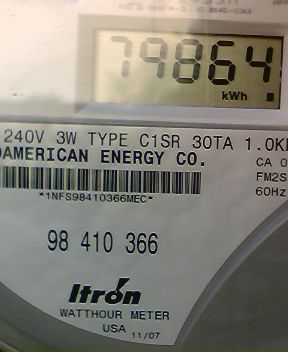 79864
kWh
240V 3W TYPE C1SR 30TA 1.0K
AMERICAN ENERGY CO.
CA 0
FM2S
60Hz
*1NFS98410366MEC*
98 410 366
Itron
WATTHOUR METER
USA 11/07